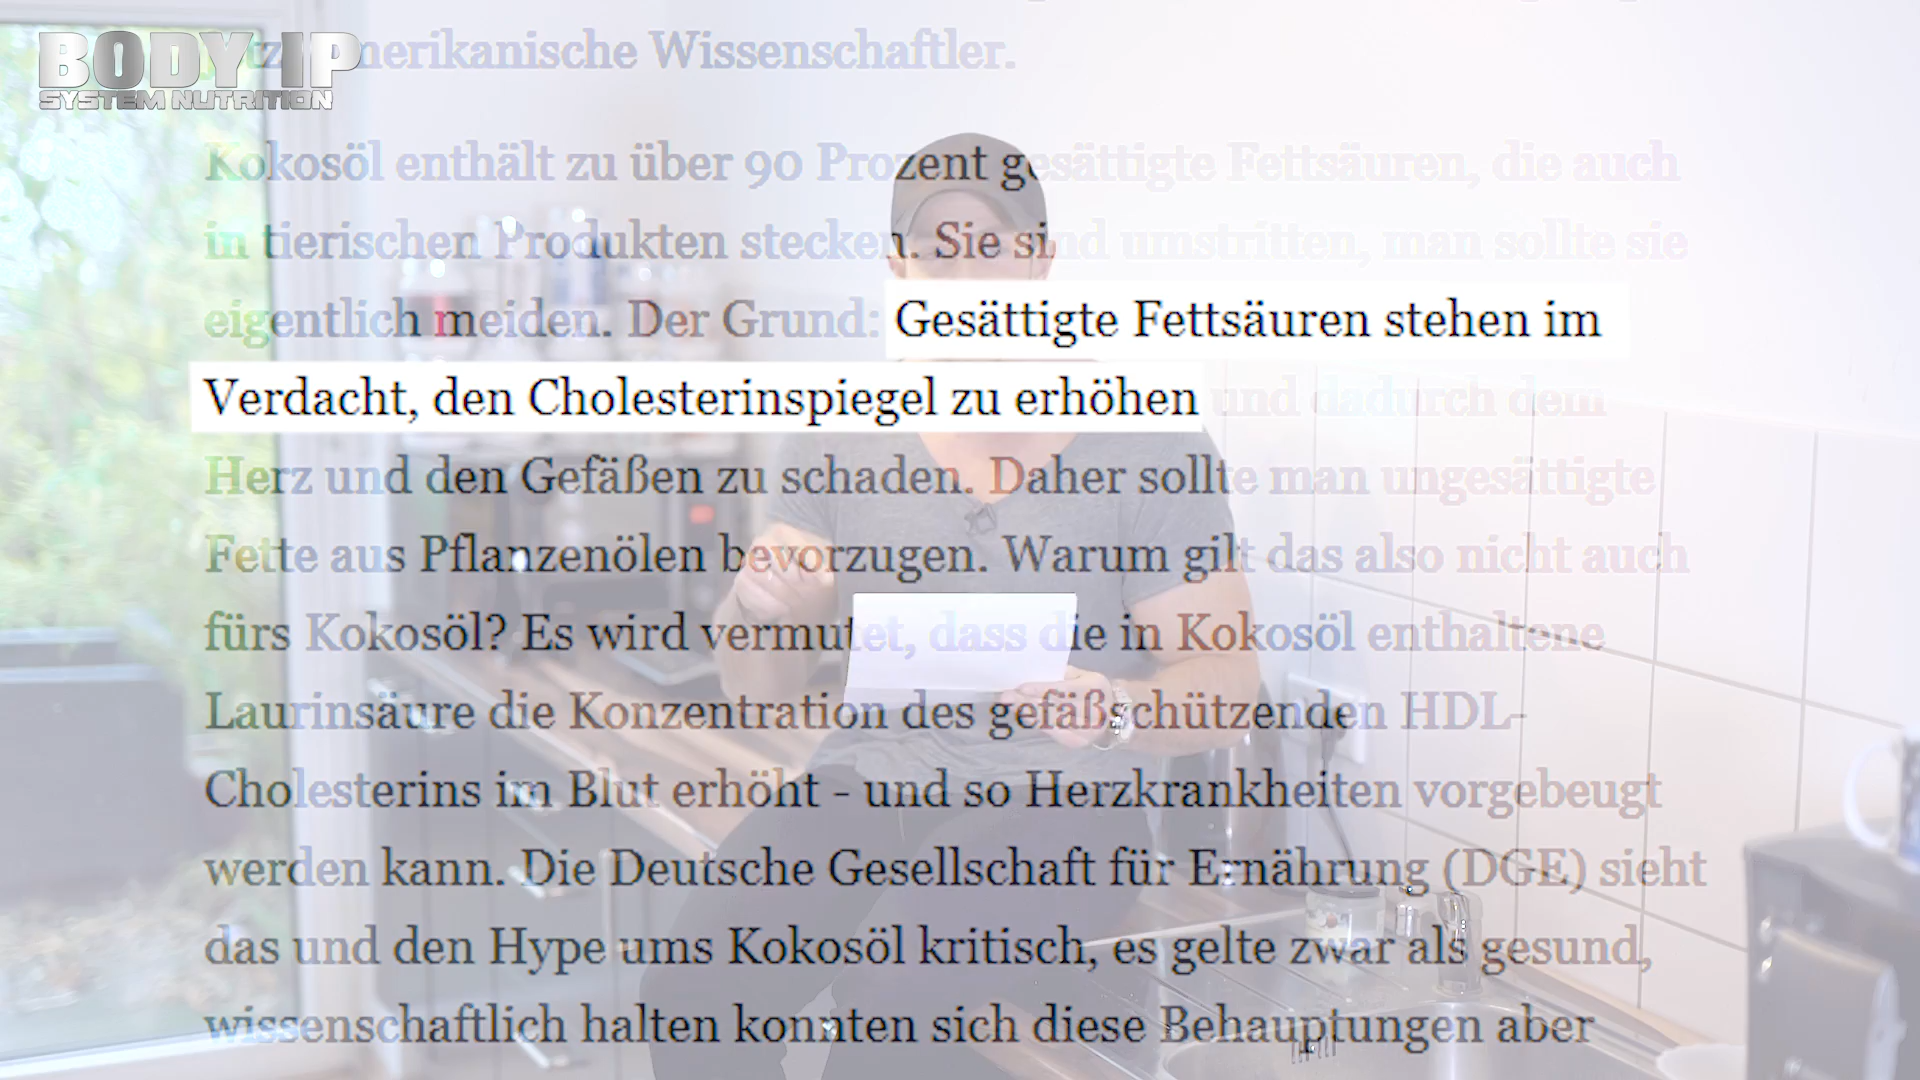 BODY IP
SYSTEM NUTRITION
amerikanische Wissenschaftler.
Kokosöl enthält zu über 90 Prozent gesättigte Fettsäuren, die auch
in tierischen Produkten stecken. Sie sind umstritten, man sollte sie
eigentlich meiden. Der Grund: Gesättigte Fettsäuren stehen im
Verdacht, den Cholesterinspiegel zu erhöhen und dadurch dem
Herz und den Gefäßen zu schaden. Daher sollte man ungesättigte
Fette aus Pflanzenölen bevorzugen. Warum gilt das also nicht auch
fürs Kokosöl? Es wird vermutet, dass die in Kokosöl enthaltene
Laurinsäure die Konzentration des gefäßschützenden HDL-
Cholesterins im Blut erhöht - und so Herzkrankheiten vorgebeugt
werden kann. Die Deutsche Gesellschaft für Ernährung (DGE) sieht
das und den Hype ums Kokosöl kritisch, es gelte zwar als gesund,
wissenschaftlich halten konnten sich diese Behauptungen aber